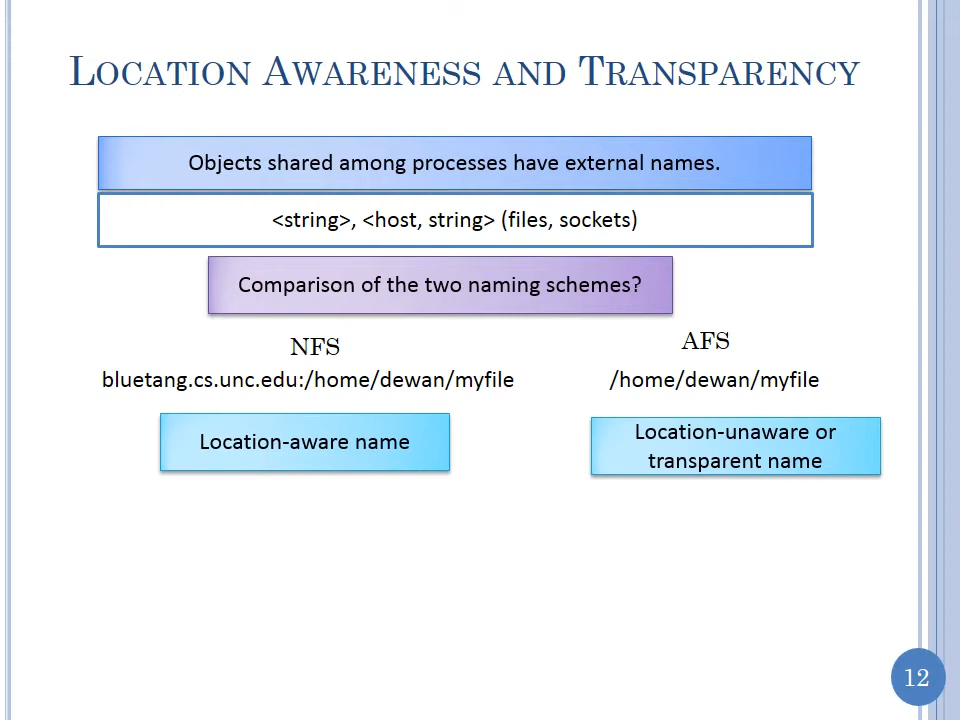 LOCATION AWARENESS AND TRANSPARENCY
Objects shared among processes have external names.
<string>, <host, string> (files, sockets)
Comparison of the two naming schemes?
NFS
bluetang.cs.unc.edu:/home/dewan/myfile
Location-aware name
AFS
/home/dewan/myfile
Location-unaware or
transparent name
12